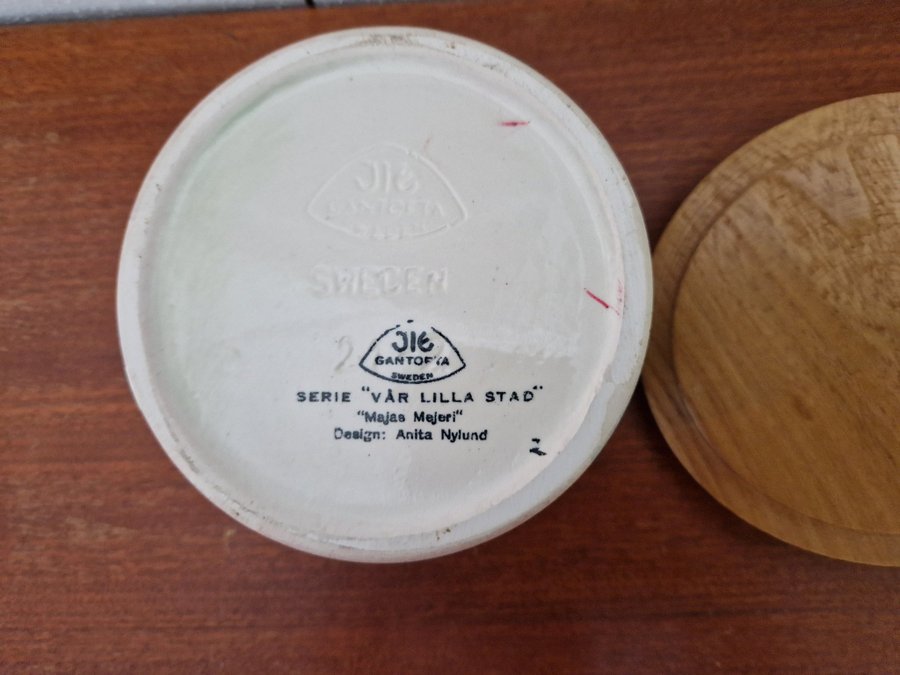 JIE
GANTOFTA
SWEDEN
SWEDEN
JIE
GANTOFTA
SWEDEN
SERIE "VÅR LILLA STAD"
"Majas Mejeri"
Design: Anita Nylund